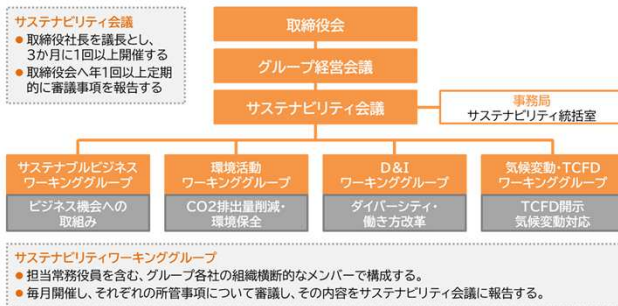 サステナビリティ会議
● 取締役社長を議長とし、
3か月に1回以上開催する
● 取締役会へ年1回以上定期
的に審議事項を報告する
取締役会
グループ経営会議
サステナビリティ会議
事務局
サステナビリティ統括室
サステナブルビジネス
ワーキンググループ
ビジネス機会への
取組み
環境活動
ワーキンググループ
CO2排出量削減・
環境保全
D&I
ワーキンググループ
ダイバーシティ・
働き方改革
気候変動・TCFD
ワーキンググループ
TCFD開示
気候変動対応
サステナビリティワーキンググループ
● 担当常務役員を含む、グループ各社の組織横断的なメンバーで構成する。
● 毎月開催し、それぞれの所管事項について審議し、その内容をサステナビリティ会議に報告する。